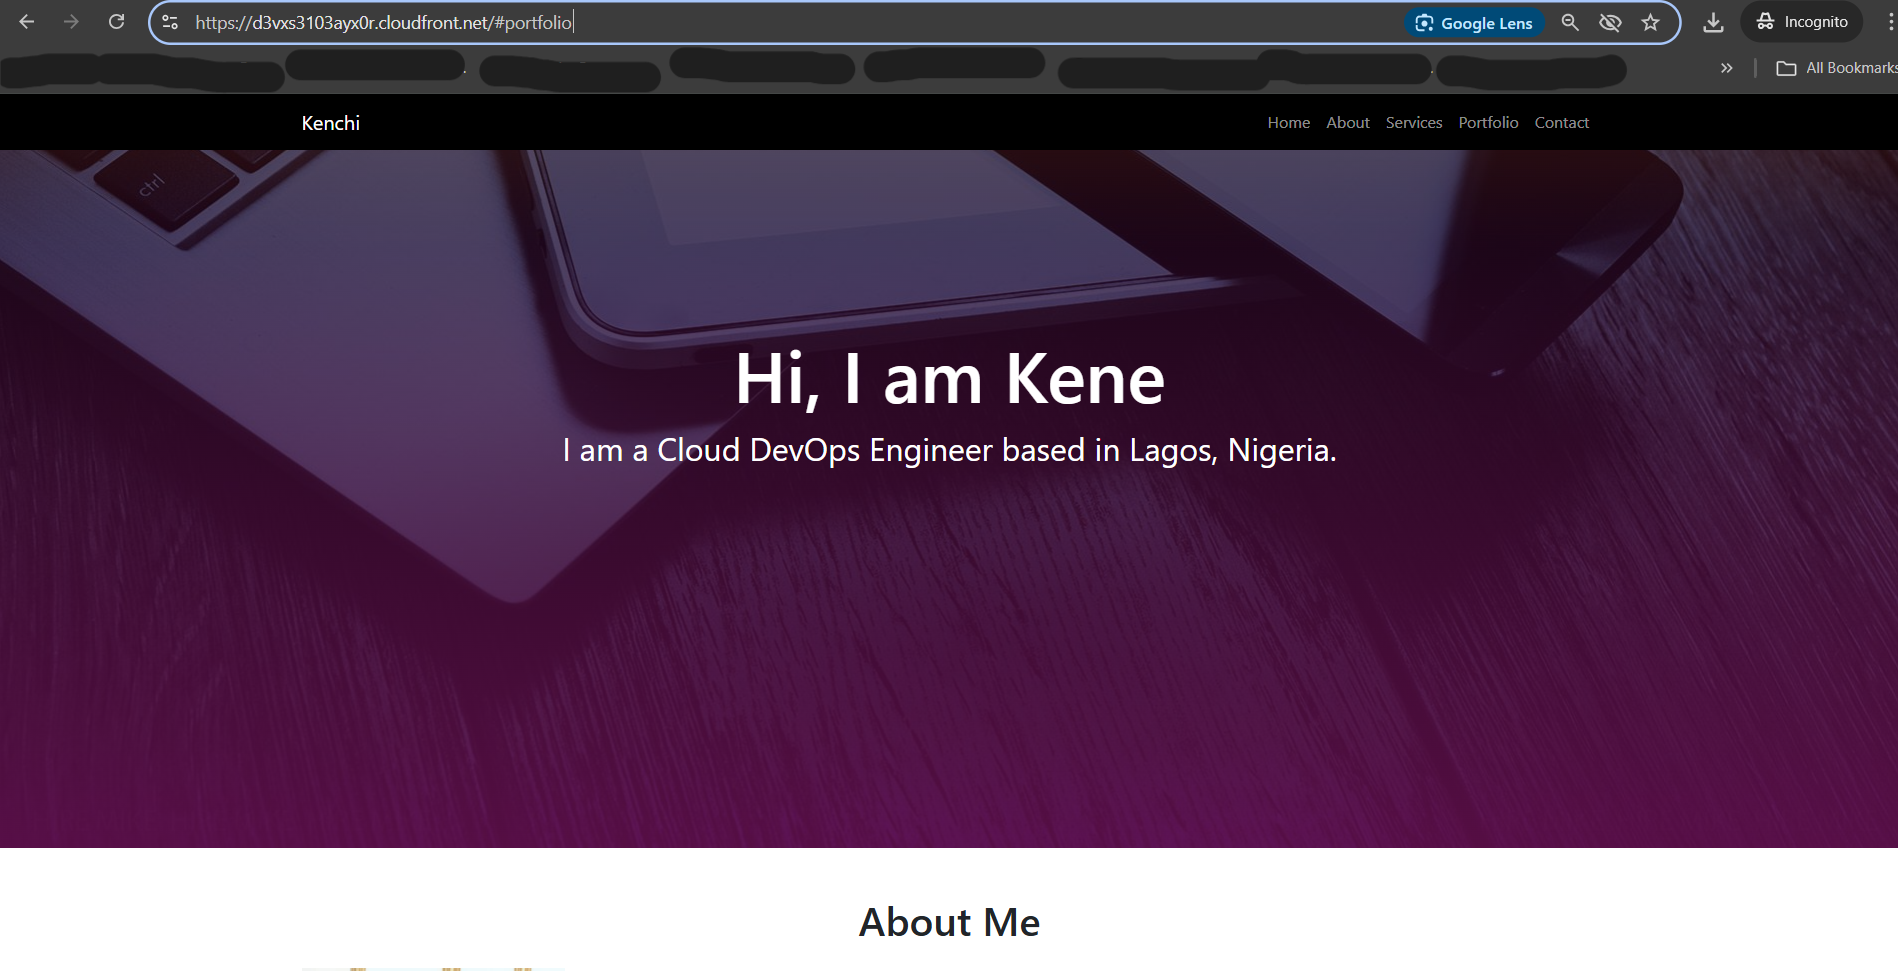 https://d3vxs3103ayx0r.cloudfront.net/#portfolio
Google Lens
Incognito
All Bookmarks
Kenchi
Home About Services Portfolio Contact
ctrl
Hi, I am Kene
I am a Cloud DevOps Engineer based in Lagos, Nigeria.
About Me